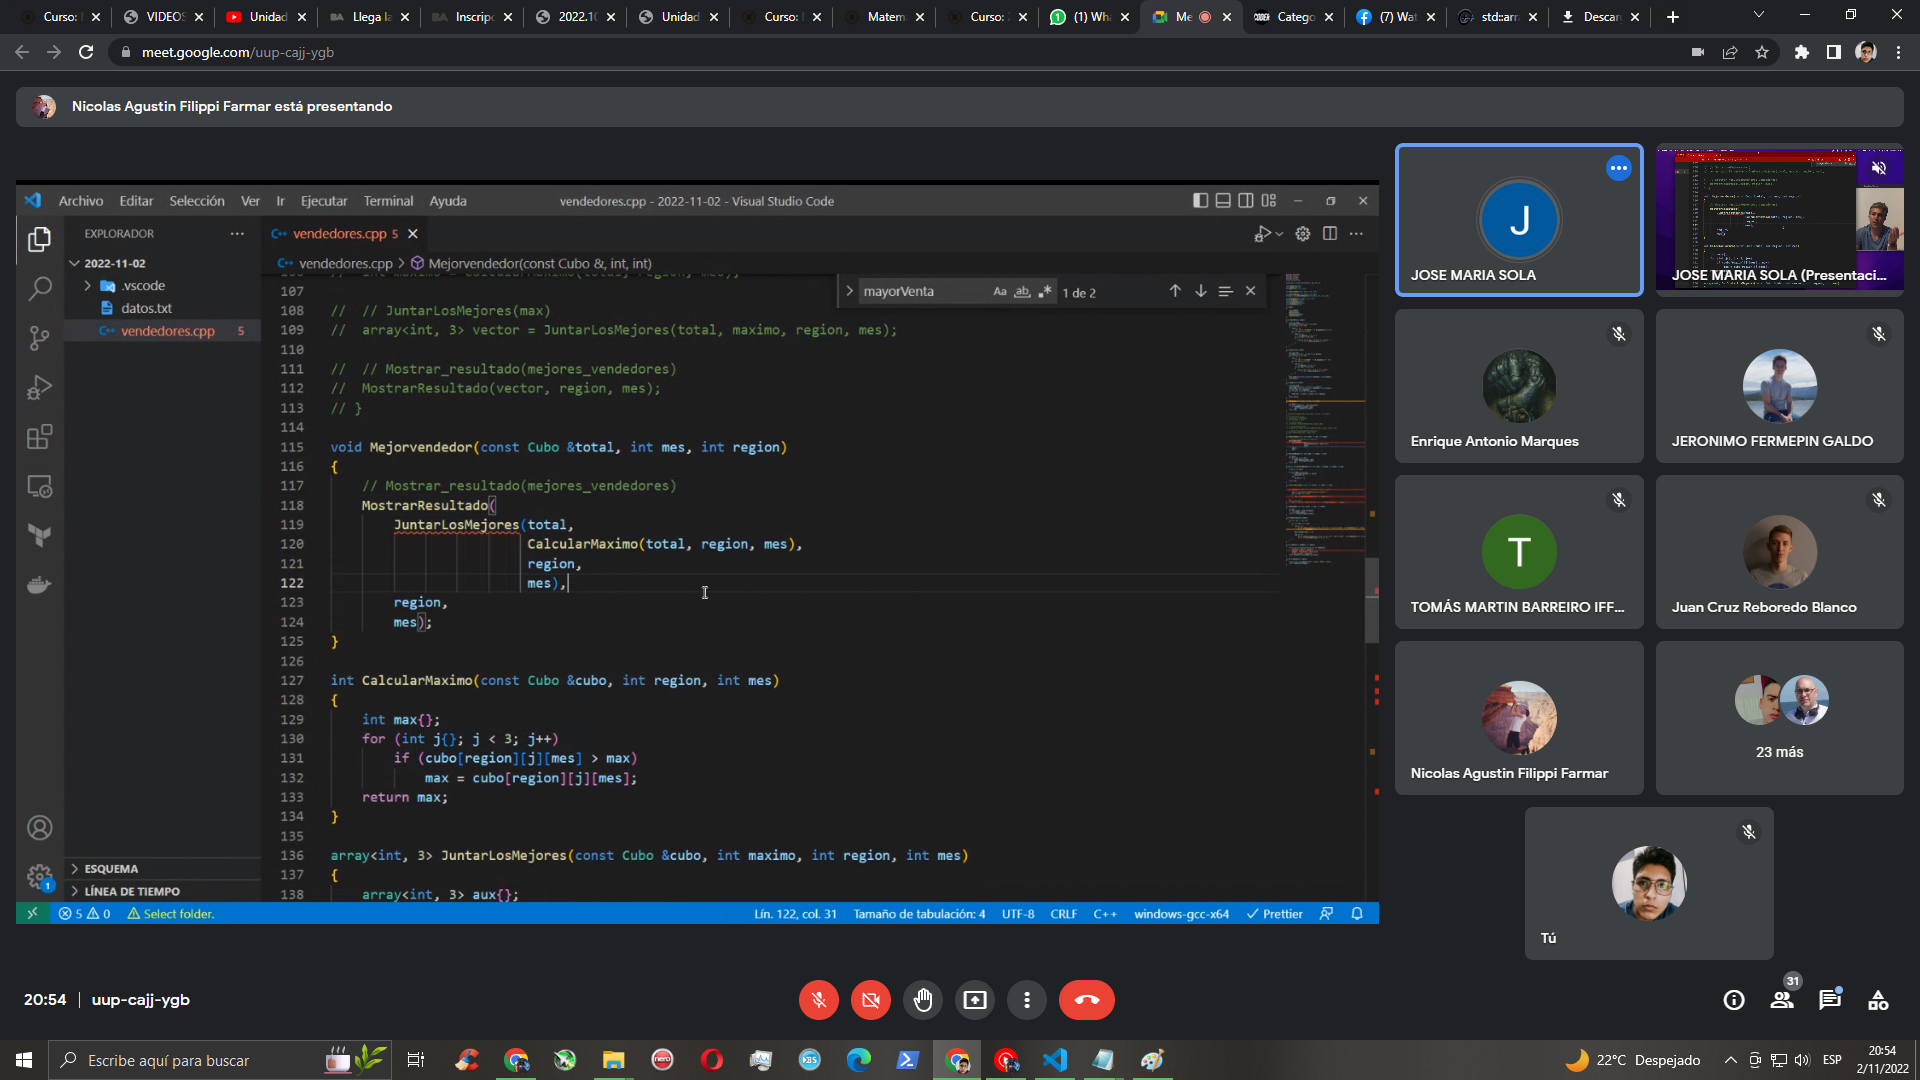 Curso: 
VIDEOS
Unidad
Llega l
Inscripc
2022.10
Unidad
Curso: 
Matem
Curso: 
(1) Wh
Me
Catego
(7) Wat
std::arr
Descar
meet.google.com/uup-cajj-ygb
Nicolas Agustin Filippi Farmar está presentando
Archivo Editar Selección Ver Ir Ejecutar Terminal Ayuda
vendedores.cpp - 2022-11-02 - Visual Studio Code
EXPLORADOR
vendedores.cpp 5
2022-11-02
.vscode
datos.txt
vendedores.cpp 5
vendedores.cpp > Mejorvendedor(const Cubo &, int, int)
mayorVenta Aa ab 1 de 2
107
108 // // JuntarLosMejores(max)
109 // array<int, 3> vector = JuntarLosMejores(total, maximo, region, mes);
110
111 // // Mostrar_resultado(mejores_vendedores)
112 // MostrarResultado(vector, region, mes);
113 // }
114
115 void Mejorvendedor(const Cubo &total, int mes, int region)
116 {
117 // Mostrar_resultado(mejores_vendedores)
118 MostrarResultado(
119 JuntarLosMejores(total,
120 CalcularMaximo(total, region, mes),
121 region,
122 mes),
123 region,
124 mes);
125 }
126
127 int CalcularMaximo(const Cubo &cubo, int region, int mes)
128 {
129 int max{};
130 for (int j{}; j < 3; j++)
131 if (cubo[region][j][mes] > max)
132 max = cubo[region][j][mes];
133 return max;
134 }
135
136 array<int, 3> JuntarLosMejores(const Cubo &cubo, int maximo, int region, int mes)
137 {
138 array<int, 3> aux{};
ESQUEMA
LÍNEA DE TIEMPO
1
5 0 Select folder.
Lín. 122, col. 31 Tamaño de tabulación: 4 UTF-8 CRLF C++ windows-gcc-x64 Prettier
J
JOSE MARIA SOLA
JOSE MARIA SOLA (Presentaci...
Enrique Antonio Marques
JERONIMO FERMEPIN GALDO
T
TOMÁS MARTIN BARREIRO IFF...
Juan Cruz Reboredo Blanco
Nicolas Agustin Filippi Farmar
23 más
Tú
20:54 | uup-cajj-ygb
31
Escribe aquí para buscar
nero
22°C Despejado
ESP
20:54
2/11/2022